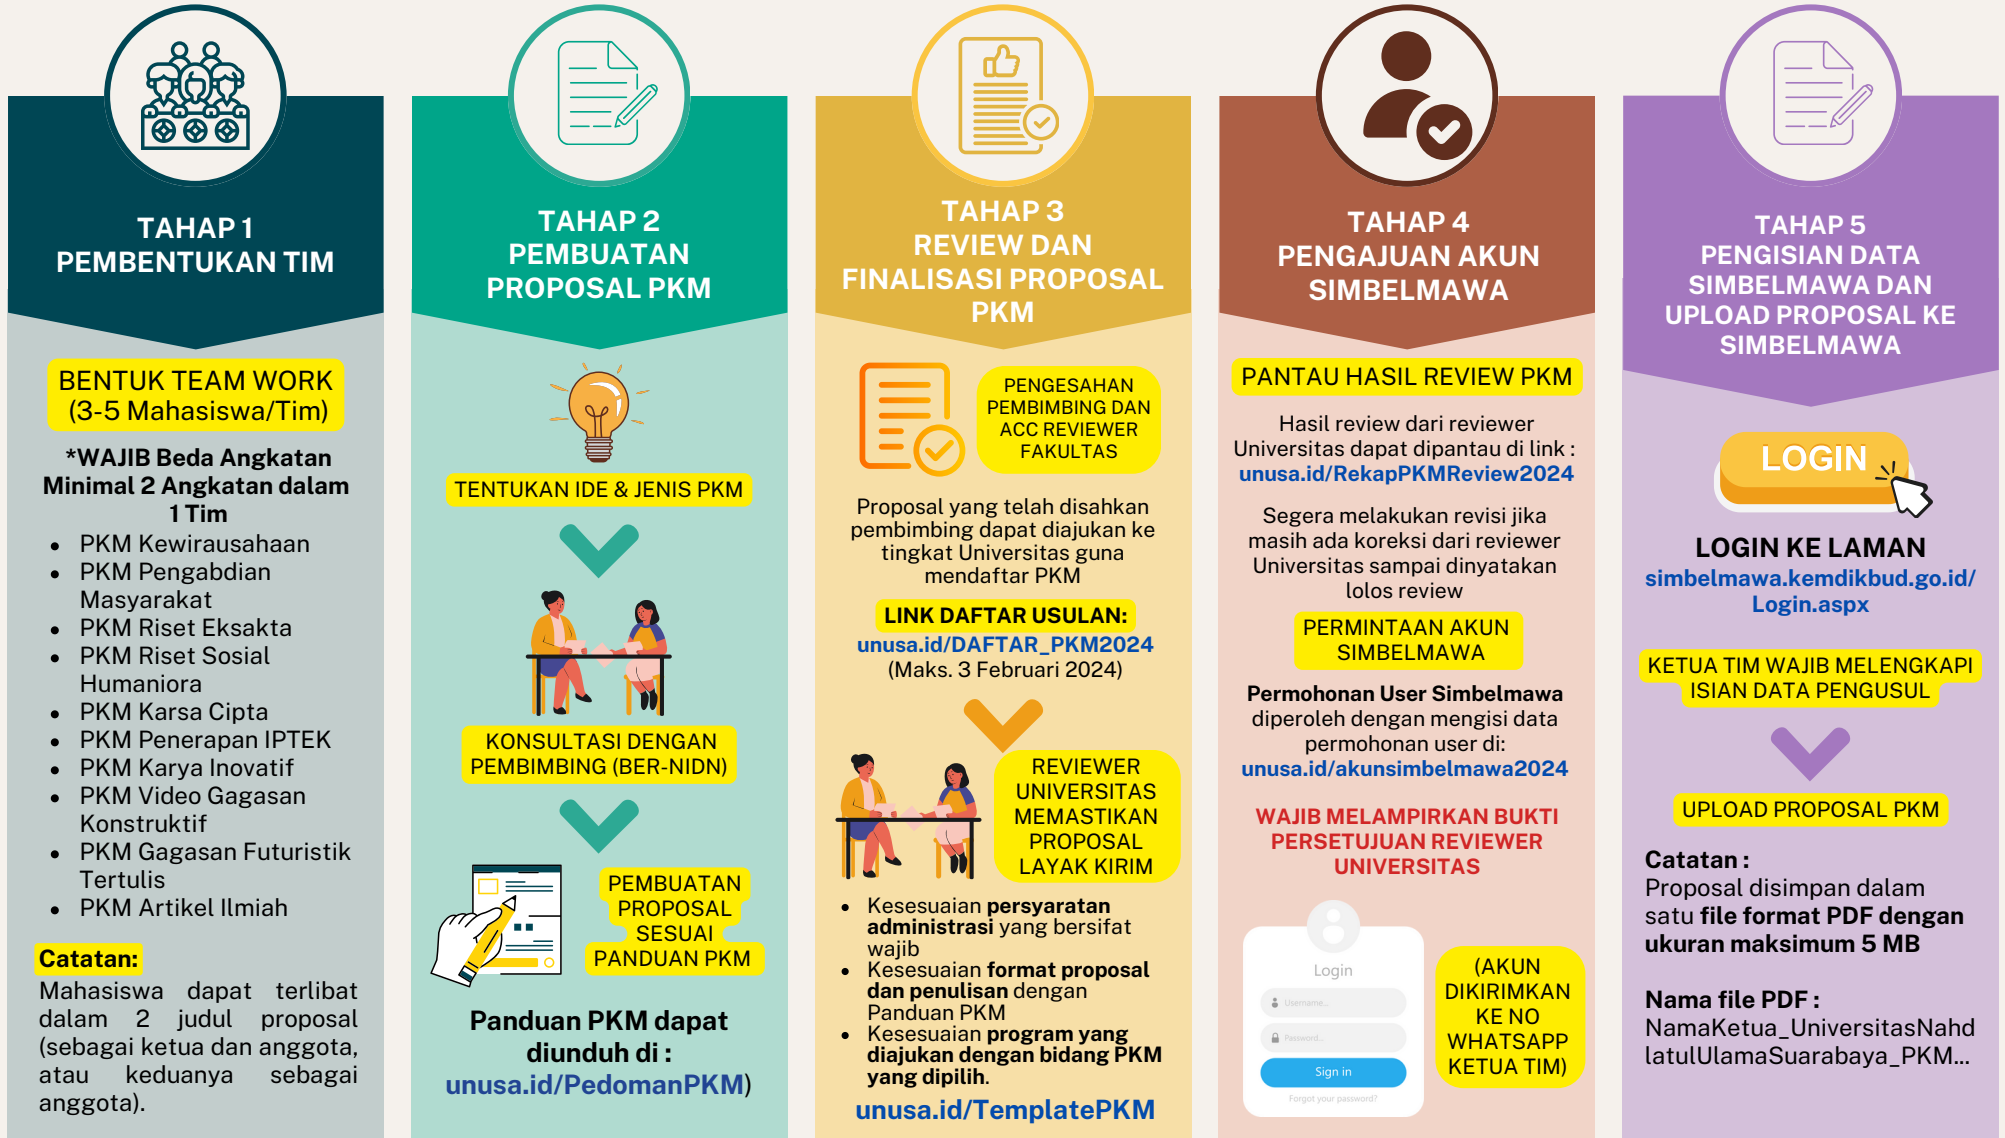 TAHAP 1
PEMBENTUKAN TIM
BENTUK TEAM WORK
(3-5 Mahasiswa/Tim)
*WAJIB Beda Angkatan
Minimal 2 Angkatan dalam
1 Tim
• PKM Kewirausahaan
• PKM Pengabdian
Masyarakat
• PKM Riset Eksakta
• PKM Riset Sosial
Humaniora
• PKM Karsa Cipta
• PKM Penerapan IPTEK
• PKM Karya Inovatif
• PKM Video Gagasan
Konstruktif
• PKM Gagasan Futuristik
Tertulis
• PKM Artikel Ilmiah
Catatan:
Mahasiswa dapat terlibat
dalam 2 judul proposal
(sebagai ketua dan anggota,
atau keduanya sebagai
anggota).
TAHAP 2
PEMBUATAN
PROPOSAL PKM
TENTUKAN IDE & JENIS PKM
KONSULTASI DENGAN
PEMBIMBING (BER-NIDN)
PEMBUATAN
PROPOSAL
SESUAI
PANDUAN PKM
Panduan PKM dapat
diunduh di :
unusa.id/PedomanPKM)
TAHAP 3
REVIEW DAN
FINALISASI PROPOSAL
PKM
PENGESAHAN
PEMBIMBING DAN
ACC REVIEWER
FAKULTAS
Proposal yang telah disahkan
pembimbing dapat diajukan ke
tingkat Universitas guna
mendaftar PKM
LINK DAFTAR USULAN:
unusa.id/DAFTAR_PKM2024
(Maks. 3 Februari 2024)
REVIEWER
UNIVERSITAS
MEMASTIKAN
PROPOSAL
LAYAK KIRIM
• Kesesuaian persyaratan
administrasi yang bersifat
wajib
• Kesesuaian format proposal
dan penulisan dengan
Panduan PKM
• Kesesuaian program yang
diajukan dengan bidang PKM
yang dipilih.
unusa.id/TemplatePKM
TAHAP 4
PENGAJUAN AKUN
SIMBELMAWA
PANTAU HASIL REVIEW PKM
Hasil review dari reviewer
Universitas dapat dipantau di link :
unusa.id/RekapPKMReview2024
Segera melakukan revisi jika
masih ada koreksi dari reviewer
Universitas sampai dinyatakan
lolos review
PERMINTAAN AKUN
SIMBELMAWA
Permohonan User Simbelmawa
diperoleh dengan mengisi data
permohonan user di:
unusa.id/akunsimbelmawa2024
WAJIB MELAMPIRKAN BUKTI
PERSETUJUAN REVIEWER
UNIVERSITAS
Login
Username...
Password...
Sign in
Forgot your password?
(AKUN
DIKIRIMKAN
KE NO
WHATSAPP
KETUA TIM)
TAHAP 5
PENGISIAN DATA
SIMBELMAWA DAN
UPLOAD PROPOSAL KE
SIMBELMAWA
LOGIN
LOGIN KE LAMAN
simbelmawa.kemdikbud.go.id/
Login.aspx
KETUA TIM WAJIB MELENGKAPI
ISIAN DATA PENGUSUL
UPLOAD PROPOSAL PKM
Catatan :
Proposal disimpan dalam
satu file format PDF dengan
ukuran maksimum 5 MB
Nama file PDF :
NamaKetua_UniversitasNahd
latulUlamaSuarabaya_PKM...